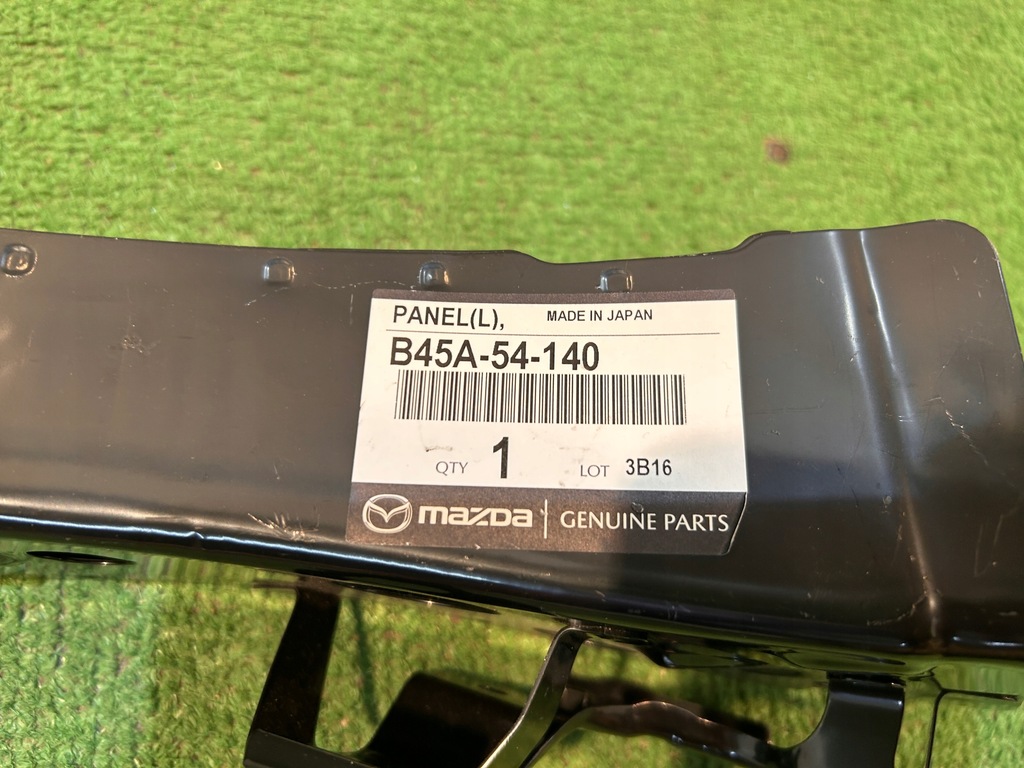 PANEL(L), MADE IN JAPAN
B45A-54-140
QTY 1 LOT 3B16
mazda GENUINE PARTS